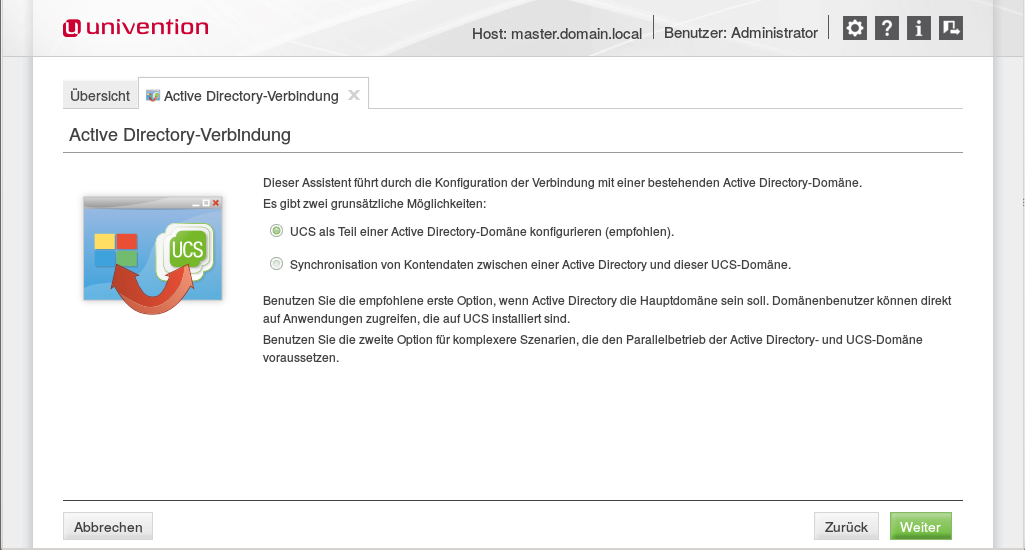 univention
Host: master.domain.local
Benutzer: Administrator
Übersicht
Active Directory-Verbindung
Active Directory-Verbindung
Dieser Assistent führt durch die Konfiguration der Verbindung mit einer bestehenden Active Directory-Domäne.
Es gibt zwei grunsätzliche Möglichkeiten:
UCS als Teil einer Active Directory-Domäne konfigurieren (empfohlen).
UCS
Synchronisation von Kontendaten zwischen einer Active Directory und dieser UCS-Domäne.
Benutzen Sie die empfohlene erste Option, wenn Active Directory die Hauptdomäne sein soll. Domänenbenutzer können direkt
auf Anwendungen zugreifen, die auf UCS installiert sind.
Benutzen Sie die zweite Option für komplexere Szenarien, die den Parallelbetrieb der Active Directory- und UCS-Domäne
voraussetzen.
Abbrechen
Zurück
Weiter